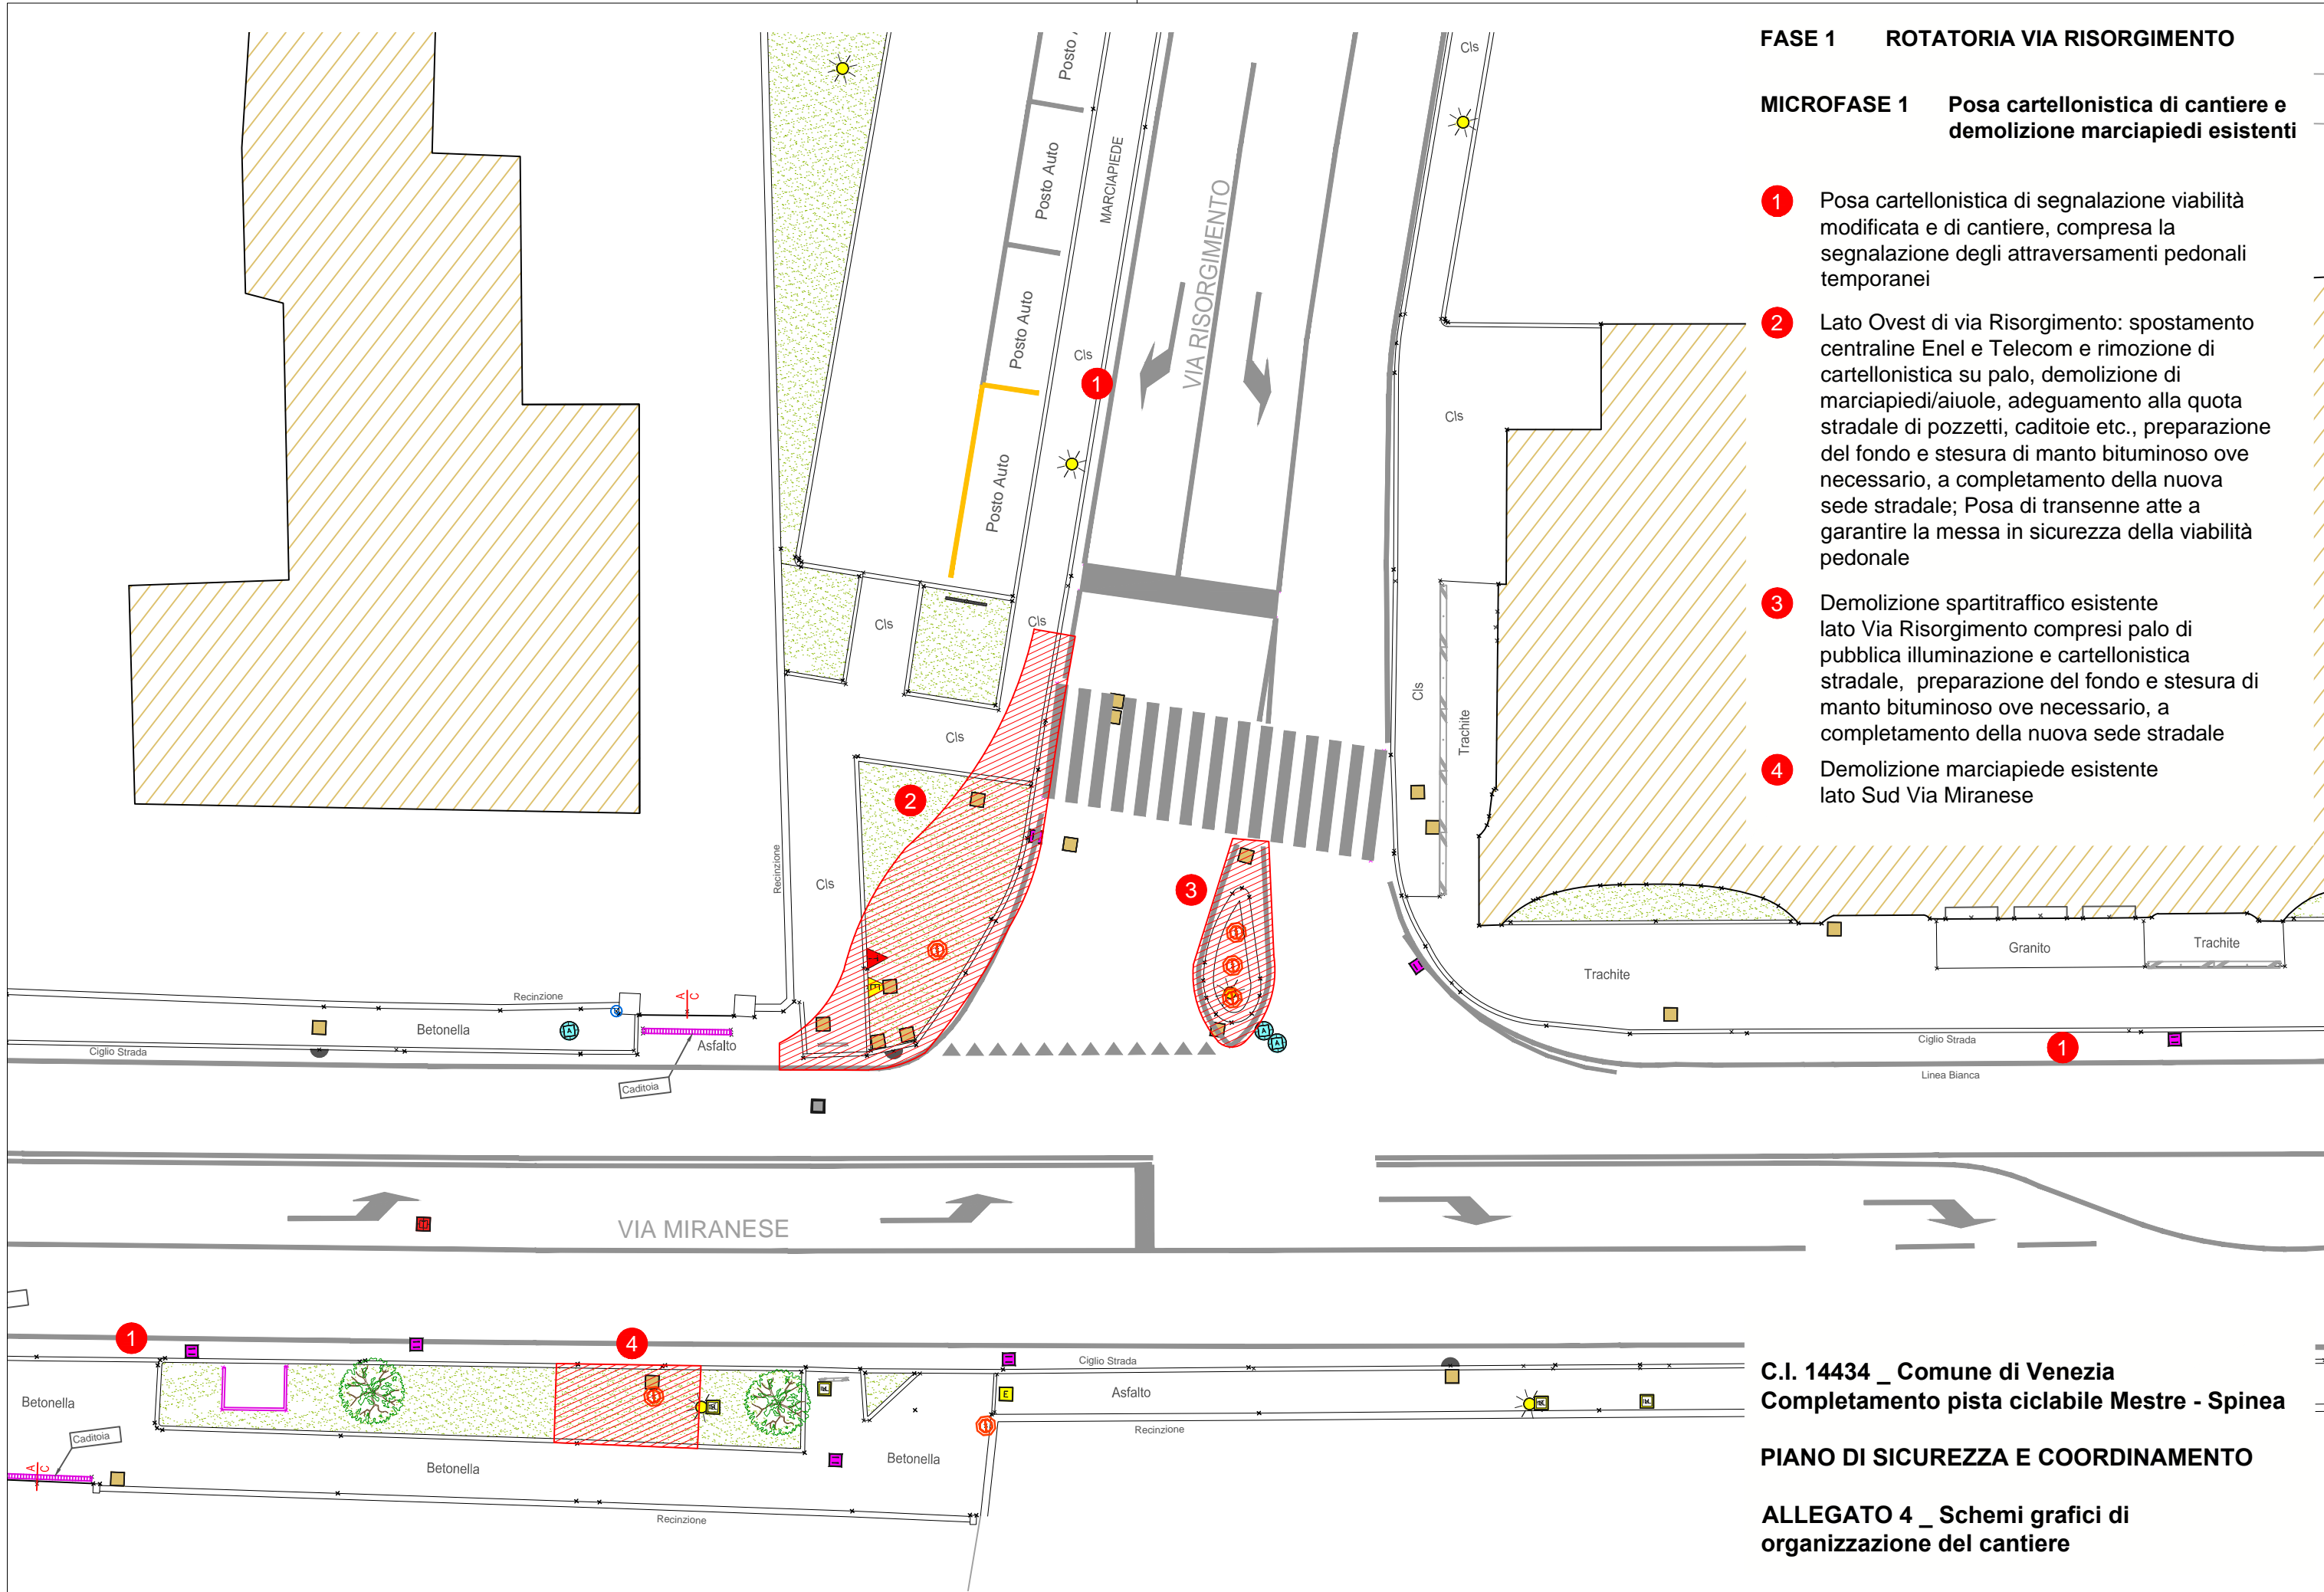 FASE 1 ROTATORIA VIA RISORGIMENTO
MICROFASE 1 Posa cartellonistica di cantiere e
demolizione marciapiedi esistenti
1 Posa cartellonistica di segnalazione viabilità
modificata e di cantiere, compresa la
segnalazione degli attraversamenti pedonali
temporanei
2 Lato Ovest di via Risorgimento: spostamento
centraline Enel e Telecom e rimozione di
cartellonistica su palo, demolizione di
marciapiedi/aiuole, adeguamento alla quota
stradale di pozzetti, caditoie etc., preparazione
del fondo e stesura di manto bituminoso ove
necessario, a completamento della nuova
sede stradale; Posa di transenne atte a
garantire la messa in sicurezza della viabilità
pedonale
3 Demolizione spartitraffico esistente
lato Via Risorgimento compresi palo di
pubblica illuminazione e cartellonistica
stradale, preparazione del fondo e stesura di
manto bituminoso ove necessario, a
completamento della nuova sede stradale
4 Demolizione marciapiede esistente
lato Sud Via Miranese
Posto
Posto Auto
Posto Auto
Posto Auto
MARCIAPIEDE
VIA RISORGIMENTO
Cls
Cls
1
Cls
Cls
Cls
Cls
Cls
Trachite
Cls
2
3
Recinzione
Recinzione
Betonella
A
A C
Asfalto
Ciglio Strada
Caditoia
E
A
A
Trachite
Granito
Trachite
Ciglio Strada
1
Linea Bianca
VIA MIRANESE
1
4
Ciglio Strada
Betonella
Asfalto
E
Recinzione
Caditoia
A C
Betonella
Betonella
Recinzione
C.I. 14434 _ Comune di Venezia
Completamento pista ciclabile Mestre - Spinea
PIANO DI SICUREZZA E COORDINAMENTO
ALLEGATO 4 _ Schemi grafici di
organizzazione del cantiere